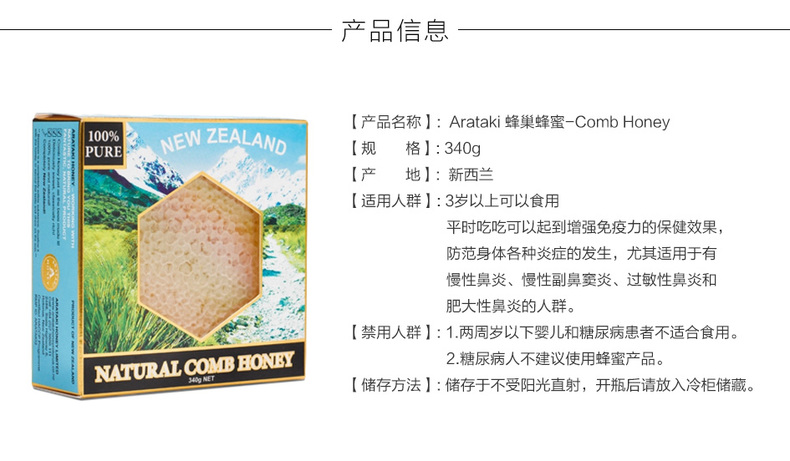 产品信息
【 产品名称 】: Arataki 蜂巢蜂蜜-Comb Honey
【 规 格 】: 340g
【 产 地 】: 新西兰
【 适用人群 】: 3岁以上可以食用
平时吃吃可以起到增强免疫力的保健效果，
防范身体各种炎症的发生，尤其适用于有
慢性鼻炎、慢性副鼻窦炎、过敏性鼻炎和
肥大性鼻炎的人群。
【 禁用人群 】: 1.两周岁以下婴儿和糖尿病患者不适合食用。
2.糖尿病人不建议使用蜂蜜产品。
【 储存方法 】: 储存于不受阳光直射，开瓶后请放入冷柜储藏。
100%
PURE
NEW ZEALAND
NATURAL COMB HONEY
340g NET
ARATAKI HONEY LIMITED
PRODUCT OF NEW ZEALAND